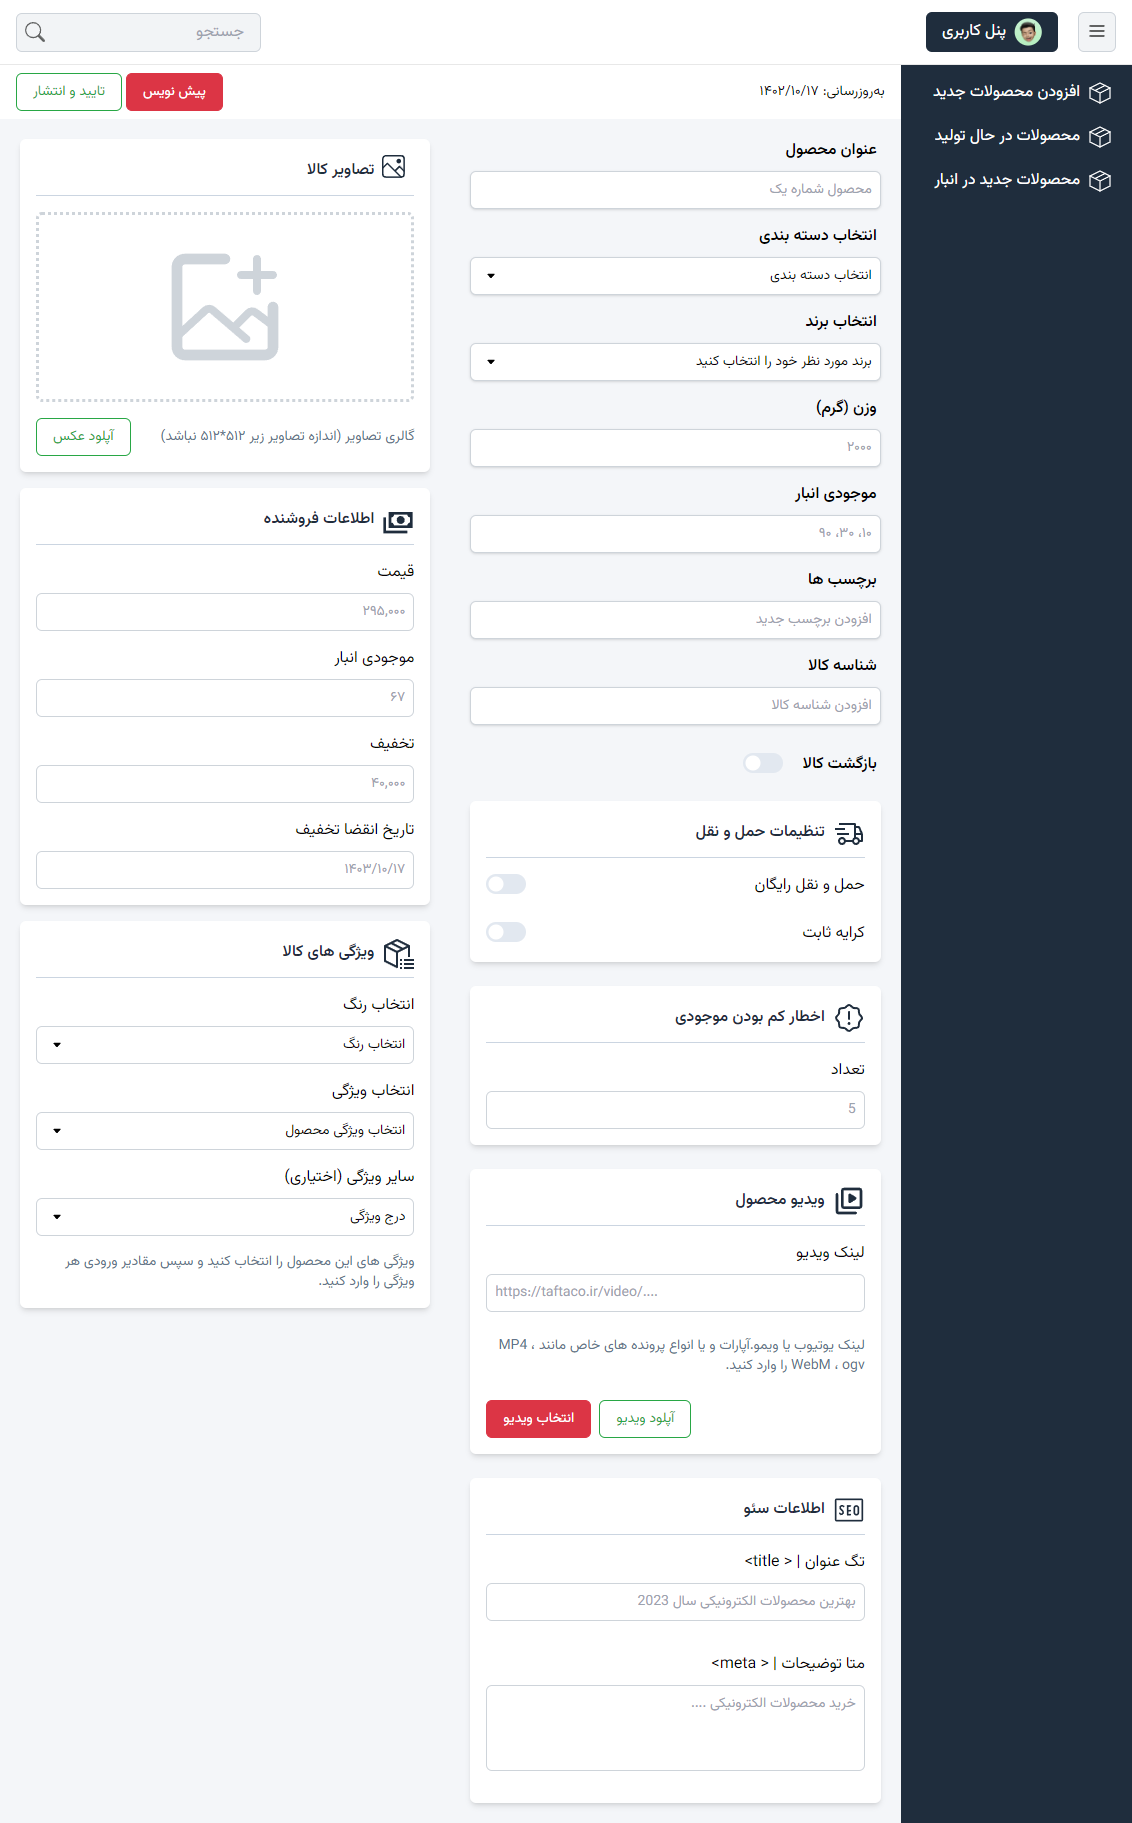 پنل کاربری
جستجو
افزودن محصولات جدید
محصولات در حال تولید
محصولات جدید در انبار
به‌روزرسانی: ۱۴۰۲/۱۰/۱۷
پیش نویس
تایید و انتشار
عنوان محصول
محصول شماره یک
انتخاب دسته بندی
انتخاب دسته بندی
انتخاب برند
برند مورد نظر خود را انتخاب کنید
وزن (گرم)
۲۰۰۰
موجودی انبار
۱۰، ۳۰، ۹۰
برچسب ها
افزودن برچسب جدید
شناسه کالا
افزودن شناسه کالا
بازگشت کالا
تنظیمات حمل و نقل
حمل و نقل رایگان
کرایه ثابت
اخطار کم بودن موجودی
تعداد
5
ویدیو محصول
لینک ویدیو
https://taftaco.ir/video/....
لینک یوتیوب یا ویمو.آپارات و یا انواع پرونده های خاص مانند ، MP4
WebM ، ogv را وارد کنید.
آپلود ویدیو
انتخاب ویدیو
SEO
اطلاعات سئو
تگ عنوان | < title>
بهترین محصولات الکترونیکی سال 2023
متا توضیحات | < meta>
خرید محصولات الکترونیکی ....
تصاویر کالا
گالری تصاویر (اندازه تصاویر زیر ۵۱۲*۵۱۲ نباشد)
آپلود عکس
اطلاعات فروشنده
قیمت
۲۹۵,۰۰۰
موجودی انبار
۶۷
تخفیف
۴۰,۰۰۰
تاریخ انقضا تخفیف
۱۴۰۳/۱۰/۱۷
ویژگی های کالا
انتخاب رنگ
انتخاب رنگ
انتخاب ویژگی
انتخاب ویژگی محصول
سایر ویژگی (اختیاری)
درج ویژگی
ویژگی های این محصول را انتخاب کنید و سپس مقادیر ورودی هر
ویژگی را وارد کنید.